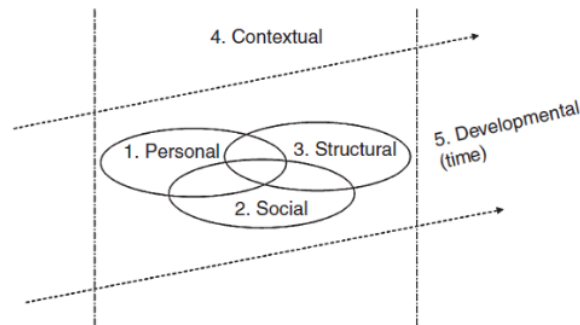 4. Contextual
1. Personal
3. Structural
2. Social
5. Developmental
(time)